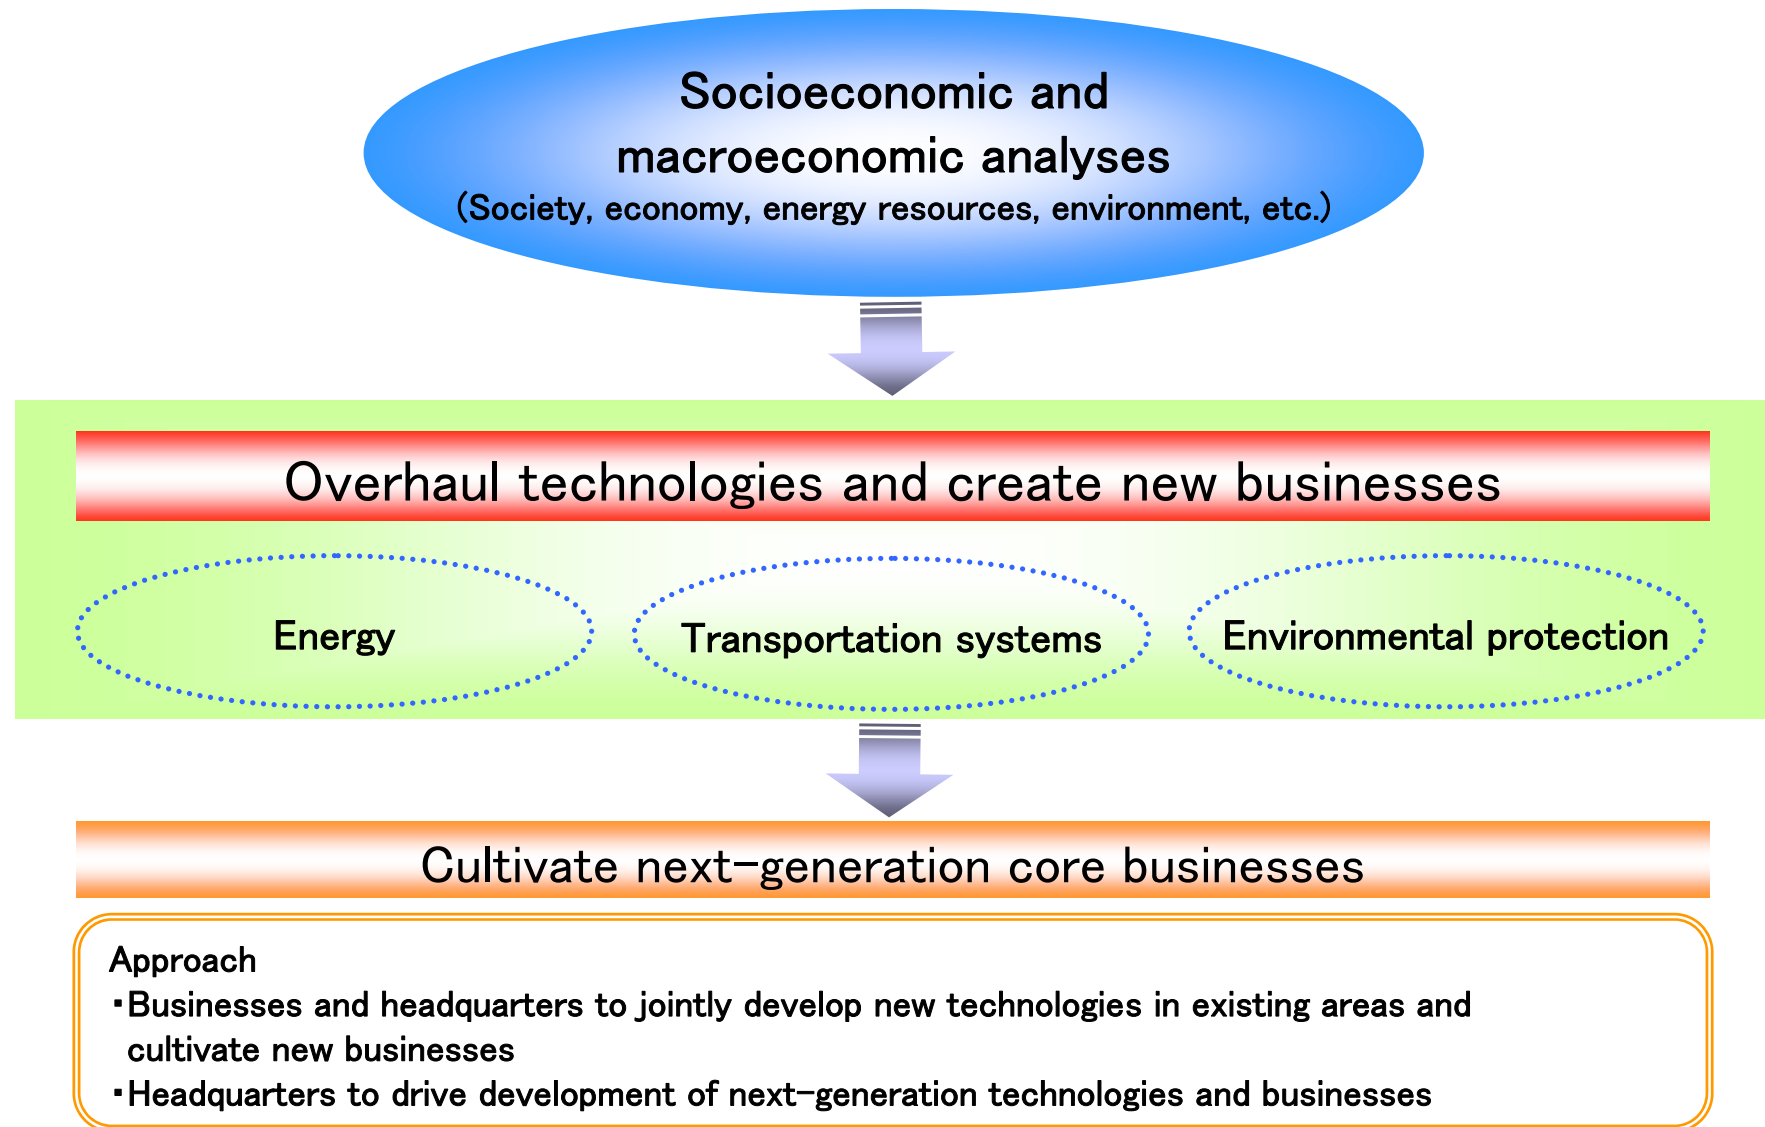 Socioeconomic and
macroeconomic analyses
(Society, economy, energy resources, environment, etc.)
Overhaul technologies and create new businesses
Energy
Transportation systems
Environmental protection
Cultivate next-generation core businesses
Approach
・Businesses and headquarters to jointly develop new technologies in existing areas and
cultivate new businesses
・Headquarters to drive development of next-generation technologies and businesses